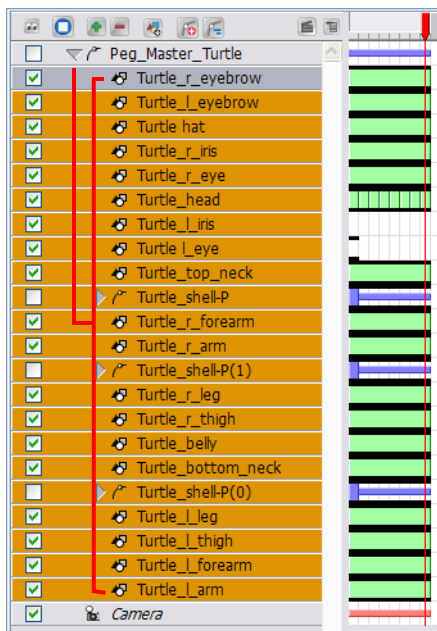 Peg_Master_Turtle
Turtle_r_eyebrow
Turtle_l_eyebrow
Turtle hat
Turtle_r_iris
Turtle_r_eye
Turtle_head
Turtle_l_iris
Turtle l_eye
Turtle_top_neck
Turtle_shell-P
Turtle_r_forearm
Turtle_r_arm
Turtle_shell-P(1)
Turtle_r_leg
Turtle_r_thigh
Turtle_belly
Turtle_bottom_neck
Turtle_shell-P(0)
Turtle_l_leg
Turtle_l_thigh
Turtle_l_forearm
Turtle_l_arm
Camera